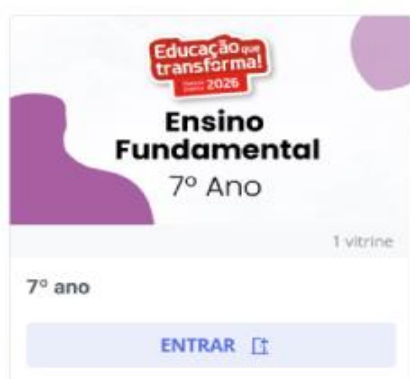 Educação que
transforma!
2026
Ensino
Fundamental
7º Ano
1 vitrine
7º ano
ENTRAR